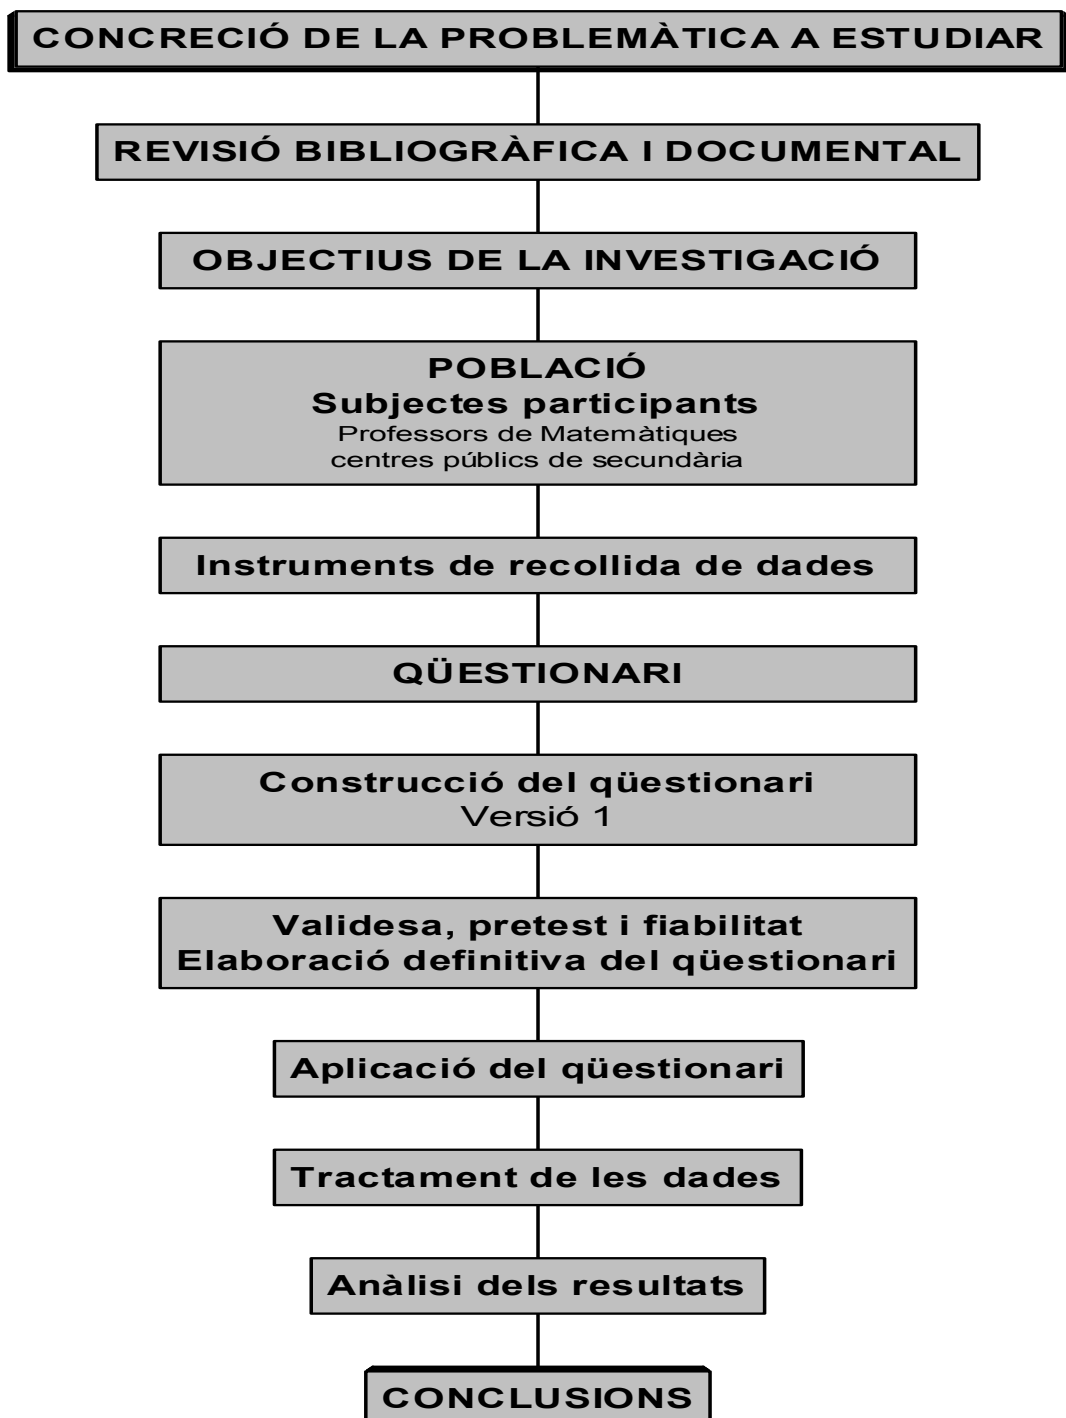 CONCRECIÓ DE LA PROBLEMÀTICA A ESTUDIAR
REVISIÓ BIBLIOGRÀFICA I DOCUMENTAL
OBJECTIUS DE LA INVESTIGACIÓ
POBLACIÓ
Subjectes participants
Professors de Matemàtiques
centres públics de secundària
Instruments de recollida de dades
QÜESTIONARI
Construcció del qüestionari
Versió 1
Validesa, pretest i fiabilitat
Elaboració definitiva del qüestionari
Aplicació del qüestionari
Tractament de les dades
Anàlisi dels resultats
CONCLUSIONS